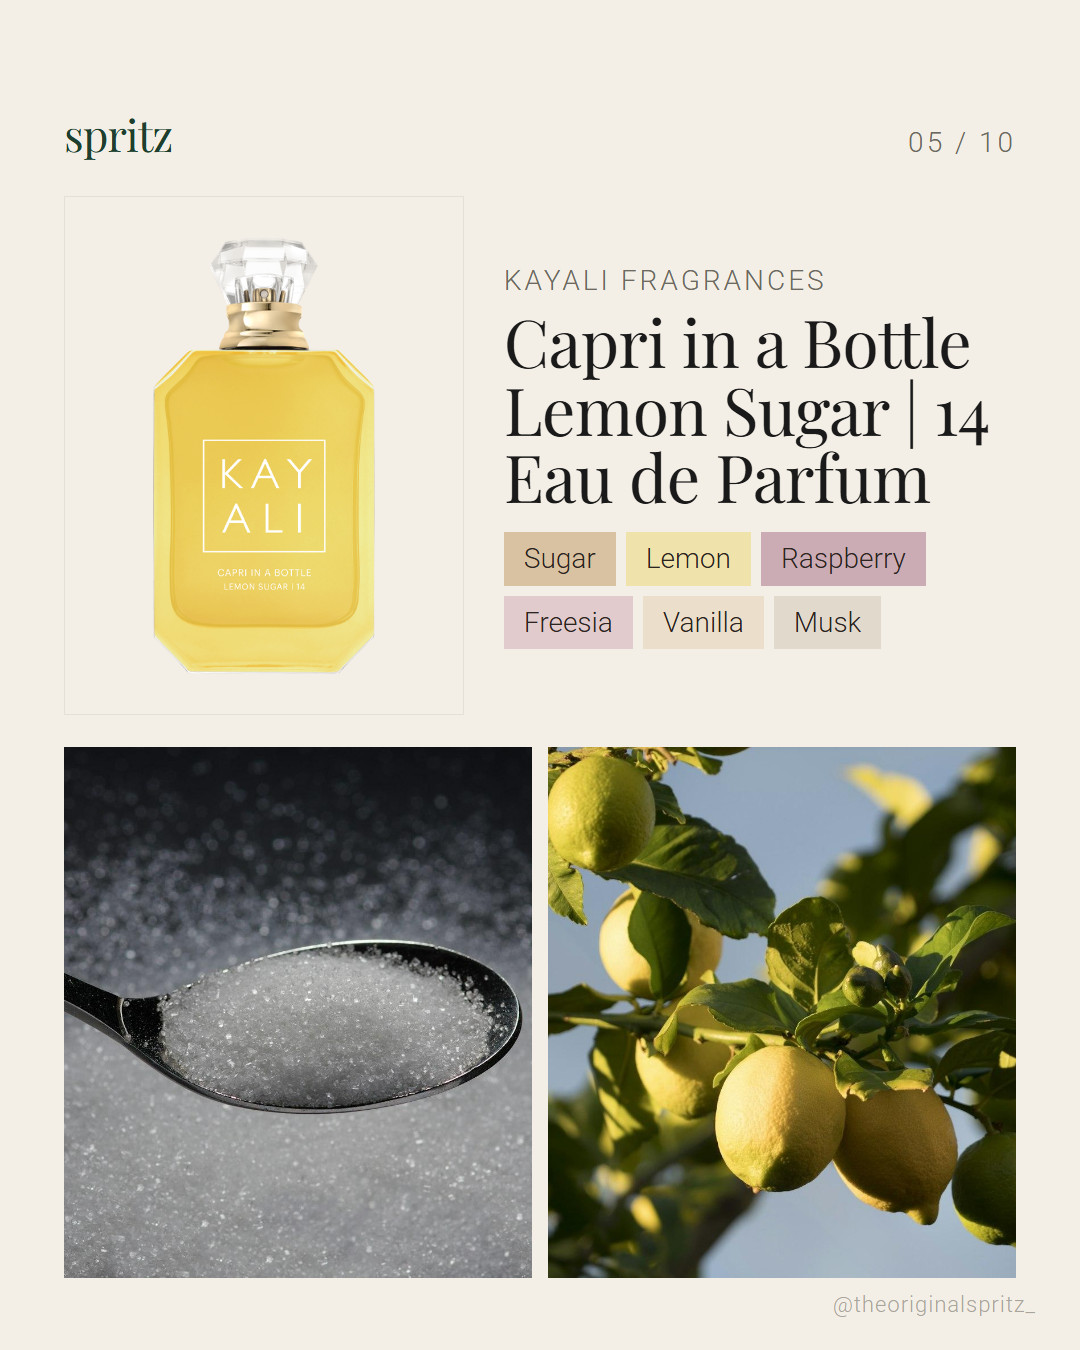 spritz
05 / 10
KAYALI FRAGRANCES
Capri in a Bottle
Lemon Sugar | 14
Eau de Parfum
Sugar
Lemon
Raspberry
Freesia
Vanilla
Musk
KAY
ALI
CAPRI IN A BOTTLE
LEMON SUGAR | 14
@theoriginalspritz_